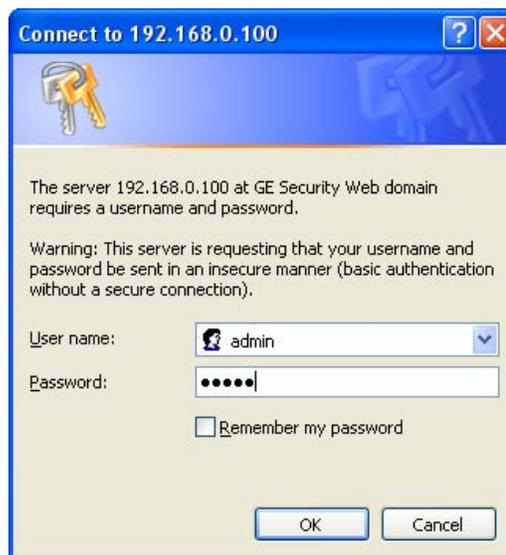 Connect to 192.168.0.100
The server 192.168.0.100 at GE Security Web domain
requires a username and password.
Warning: This server is requesting that your username and
password be sent in an insecure manner (basic authentication
without a secure connection).
User name:
admin
Password:
●●●●●
Remember my password
OK
Cancel